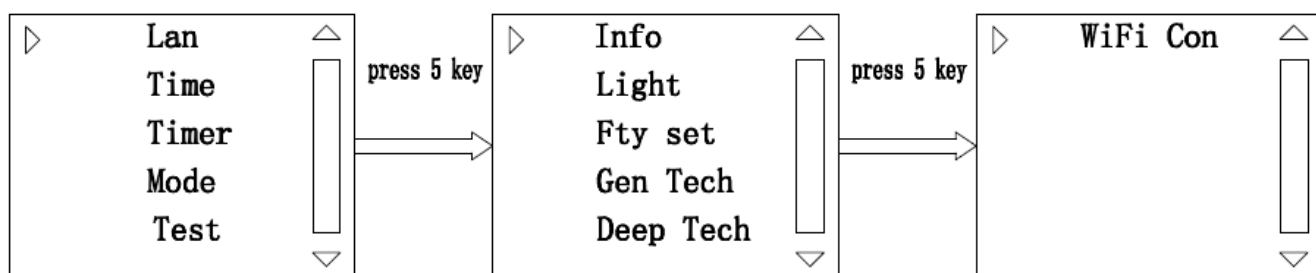 Lan
Time
Timer
Mode
Test
press 5 key
Info
Light
Fty set
Gen Tech
Deep Tech
press 5 key
WiFi Con